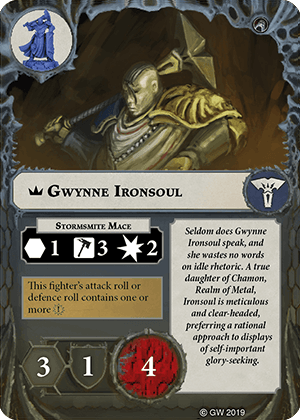 Gwynne Ironsoul
Stormsmite Mace
1 3 2
This fighter's attack roll or
defence roll contains one or
more
Seldom does Gwynne
Ironsoul speak, and
she wastes no words
on idle rhetoric. A true
daughter of Chamon,
Realm of Metal,
Ironsoul is meticulous
and clear-headed,
preferring a rational
approach to displays
of self-important
glory-seeking.
3 1 4
© GW 2019